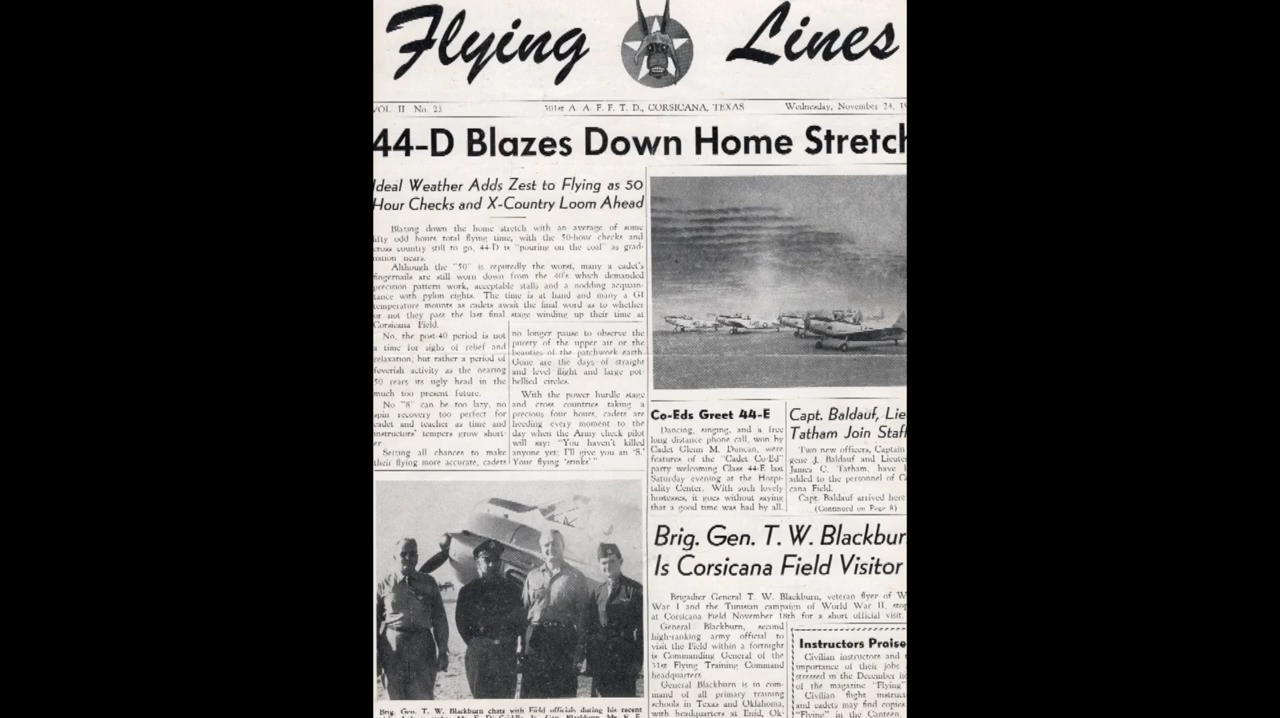 Flying Lines
VOL. II No. 23
301st A. A. F. F. T. D., CORSICANA, TEXAS
Wednesday, November 24,
44-D Blazes Down Home Stretch
Ideal Weather Adds Zest to Flying as 50
Hour Checks and X-Country Loom Ahead
Blazing down the home stretch with an average of some
fifty odd hours total flying time, with the 50-hour checks and
cross country still to go, 44-D is "pouring on the coal" as grad-
uation nears.
Although the "50" is reputedly the worst, many a cadet's
fingernails are still worn down from the 40's which demanded
precision pattern work, acceptable stalls and a nodding acquain-
tance with pylon eights. The time is at hand and many a GI
temperature mounts as cadets await the final word as to whether
or not they pass the last final stage winding up their time at
Corsicana Field.
No, the post-40 period is not
a time for sighs of relief and
relaxation; but rather a period of
feverish activity as the nearing
50 rears its ugly head in the
much too present future.
No "8" can be too lazy, no
spin recovery too perfect for
cadet and teacher as time and
instructors' tempers grow short-
er.
Seizing all chances to make
their flying more accurate, cadets
no longer pause to observe the
purety of the upper air or the
beauties of the patchwork earth.
Gone are the days of straight
and level flight and large pot-
bellied circles.
With the power hurdle stage
and cross countries taking a
precious four hours, cadets are
heeding every moment to the
day when the Army check pilot
will say: "You haven't killed
anyone yet; I'll give you an 'S.'
Your flying 'stinks'."
Brig. Gen. T. W. Blackburn chats with Field officials during his recent
Co-Eds Greet 44-E
Dancing, singing, and a free
long distance phone call, won by
Cadet Glenn M. Duncan, were
features of the "Cadet Co-Ed"
party welcoming Class 44-E last
Saturday evening at the Hospi-
tality Center. With such lovely
hostesses, it goes without saying
that a good time was had by all.
Capt. Baldauf, Lie
Tatham Join Staff
Two new officers, Captain
gene J. Baldauf and Lieute
James C. Tatham, have
added to the personnel of C
cana Field.
Capt. Baldauf arrived here
(Continued on Page 8)
Brig. Gen. T. W. Blackbur
Is Corsicana Field Visitor
Brigadier General T. W. Blackburn, veteran flyer of W
War I and the Tunisian campaign of World War II, stop
at Corsicana Field November 18th for a short official visit.
General Blackburn, second
high-ranking army official to
visit the Field within a fortnight
is Commanding General of the
31st Flying Training Command
headquarters.
General Blackburn is in com-
mand of all primary training
schools in Texas and Oklahoma,
with headquarters at Enid, Ok-
Instructors Praise
Civilian instructors and
importance of their jobs
stressed in the December i
of the magazine "Flying"
Civilian flight instruct
and cadets may find copies
"Flying" in the Canteen,